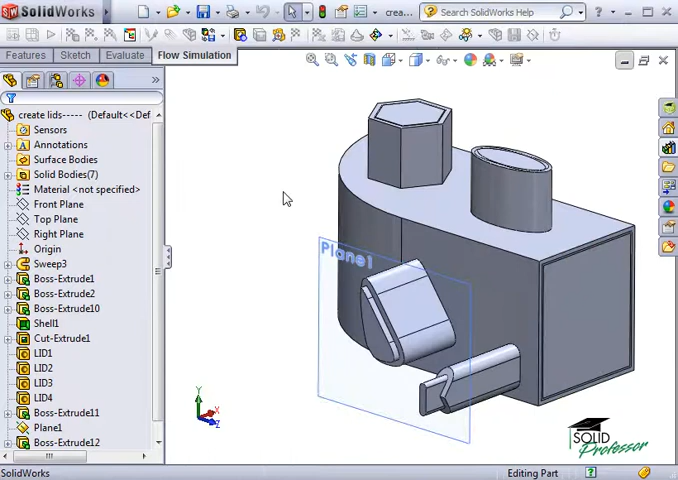 SolidWorks
crea...
Search SolidWorks Help
Features
Sketch
Evaluate
Flow Simulation
create lids----- (Default<<Def
Sensors
Annotations
Surface Bodies
Solid Bodies(7)
Material <not specified>
Front Plane
Top Plane
Right Plane
Origin
Sweep3
Boss-Extrude1
Boss-Extrude2
Boss-Extrude10
Shell1
Cut-Extrude1
LID1
LID2
LID3
LID4
Boss-Extrude11
Plane1
Boss-Extrude12
Plane1
Y
X
Z
SOLID
Professor
SolidWorks
Editing Part